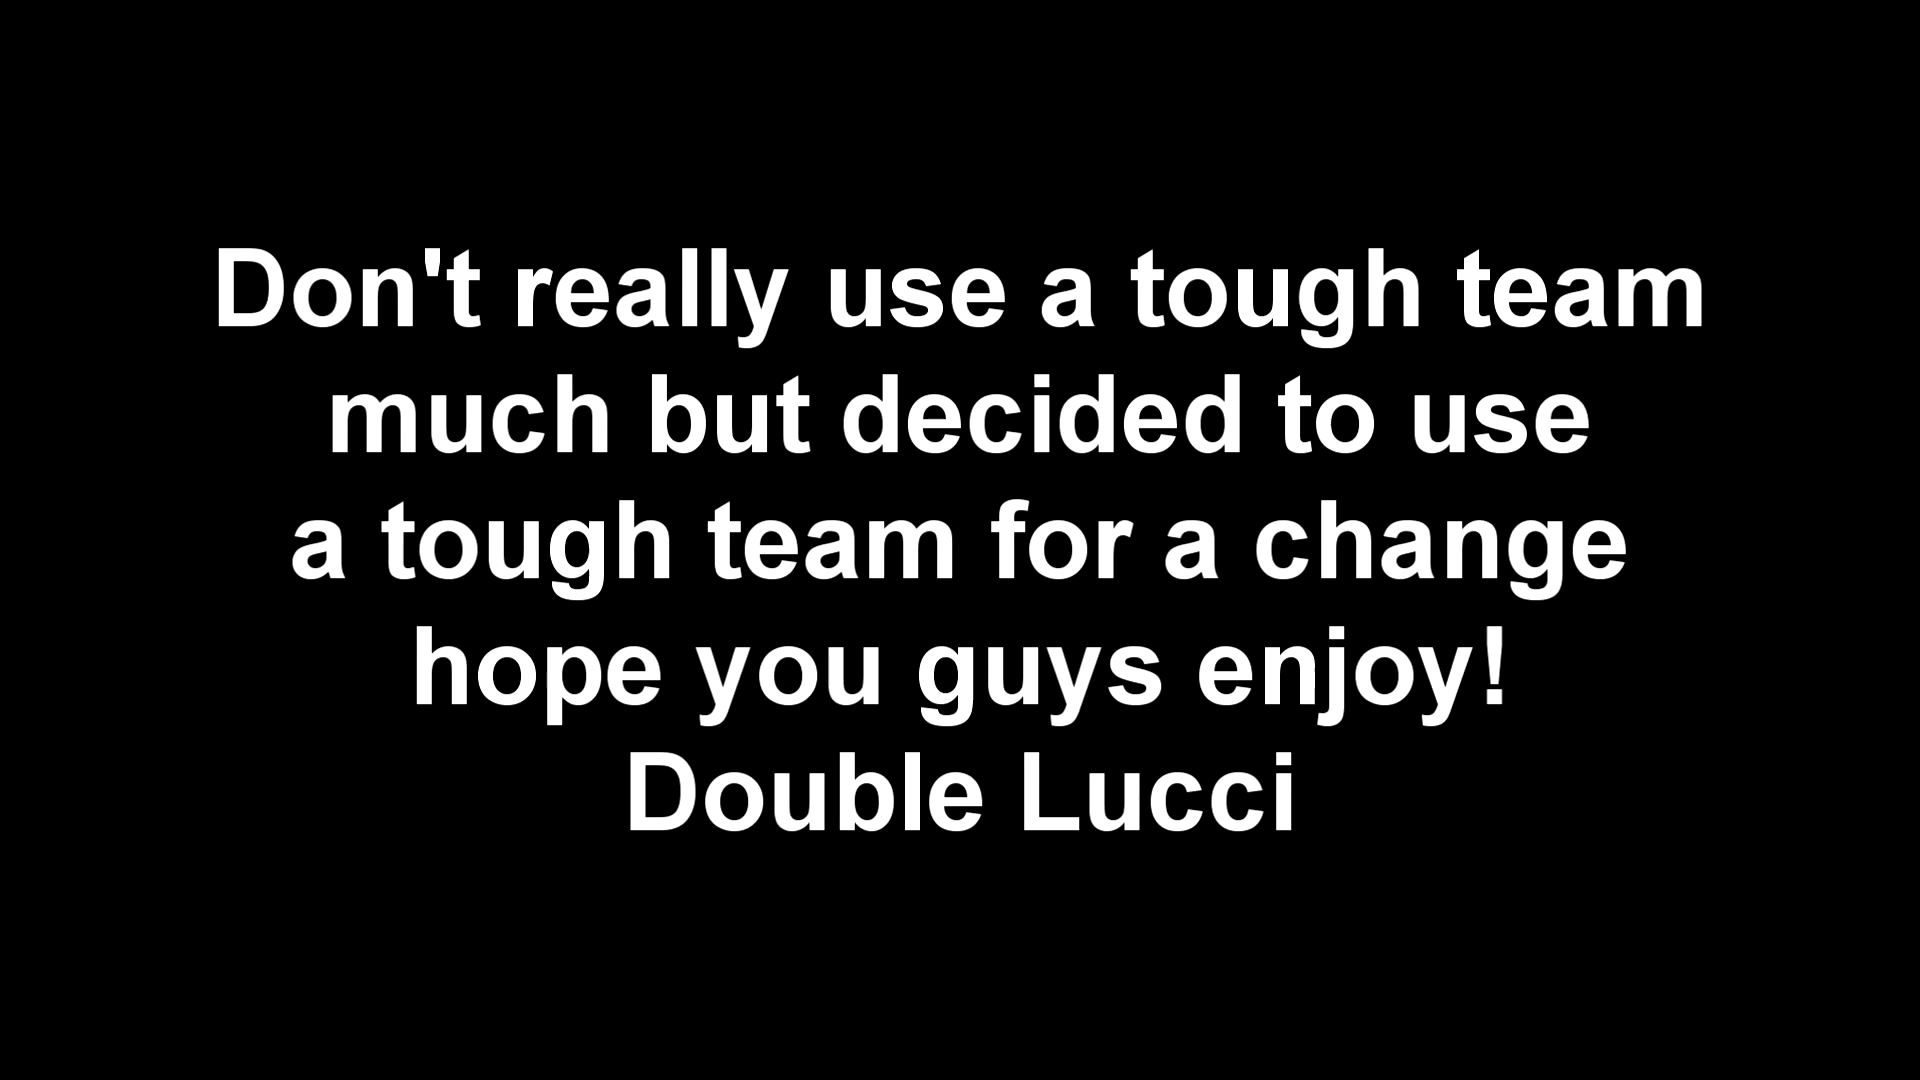 Don't really use a tough team
much but decided to use
a tough team for a change
hope you guys enjoy!
Double Lucci